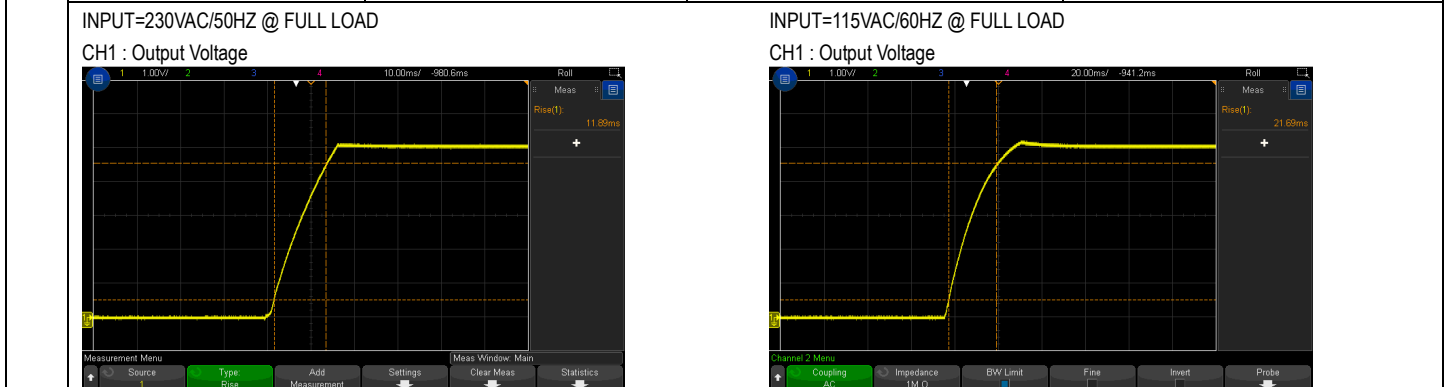 INPUT=230VAC/50HZ @ FULL LOAD
CH1 : Output Voltage
1 1.00V/ 2 3 4 10.00ms/ -980.6ms Roll
Meas
Rise(1):
11.89ms
+
Measurement Menu
Meas Window: Main
Source
1
Type:
Rise
Add
Measurement
Settings
Clear Meas
Statistics
INPUT=115VAC/60HZ @ FULL LOAD
CH1 : Output Voltage
1 1.00V/ 2 3 4 20.00ms/ -941.2ms Roll
Meas
Rise(1):
21.69ms
+
Channel 2 Menu
Coupling
AC
Impedance
1M Ω
BW Limit
Fine
Invert
Probe